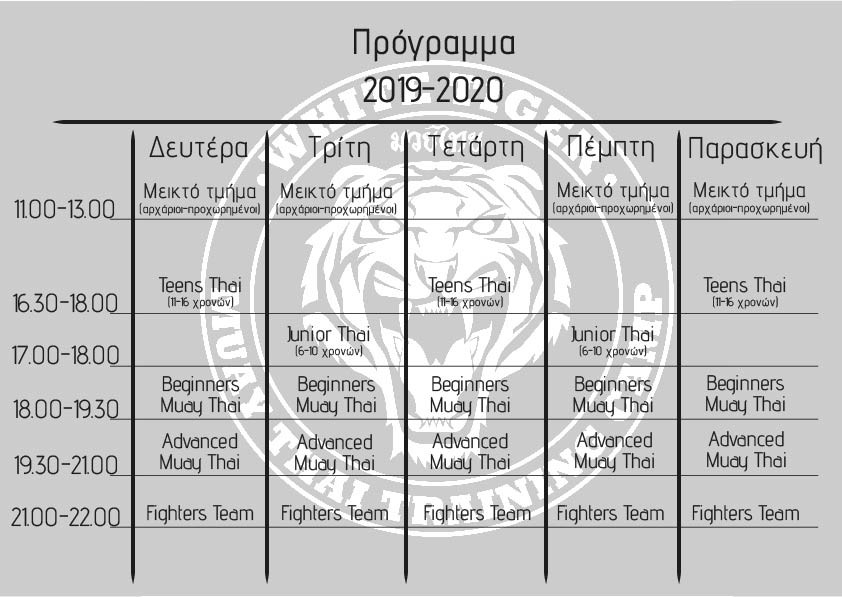 Πρόγραμμα
2019-2020
Δευτέρα Τρίτη Τετάρτη Πέμπτη Παρασκευή
11.00-13.00 Μεικτό τμήμα Μεικτό τμήμα Μεικτό τμήμα Μεικτό τμήμα
(αρχάριοι-προχωρημένοι) (αρχάριοι-προχωρημένοι) (αρχάριοι-προχωρημένοι) (αρχάριοι-προχωρημένοι)
16.30-18.00 Teens Thai Teens Thai Teens Thai
(11-16 χρονών) (11-16 χρονών) (11-16 χρονών)
17.00-18.00 Junior Thai Junior Thai
(6-10 χρονών) (6-10 χρονών)
18.00-19.30 Beginners Beginners Beginners Beginners Beginners
Muay Thai Muay Thai Muay Thai Muay Thai Muay Thai
19.30-21.00 Advanced Advanced Advanced Advanced Advanced
Muay Thai Muay Thai Muay Thai Muay Thai Muay Thai
21.00-22.00 Fighters Team Fighters Team Fighters Team Fighters Team Fighters Team
WHITE TIGER
มวยไทย
MUAY THAI TRAINING CAMP